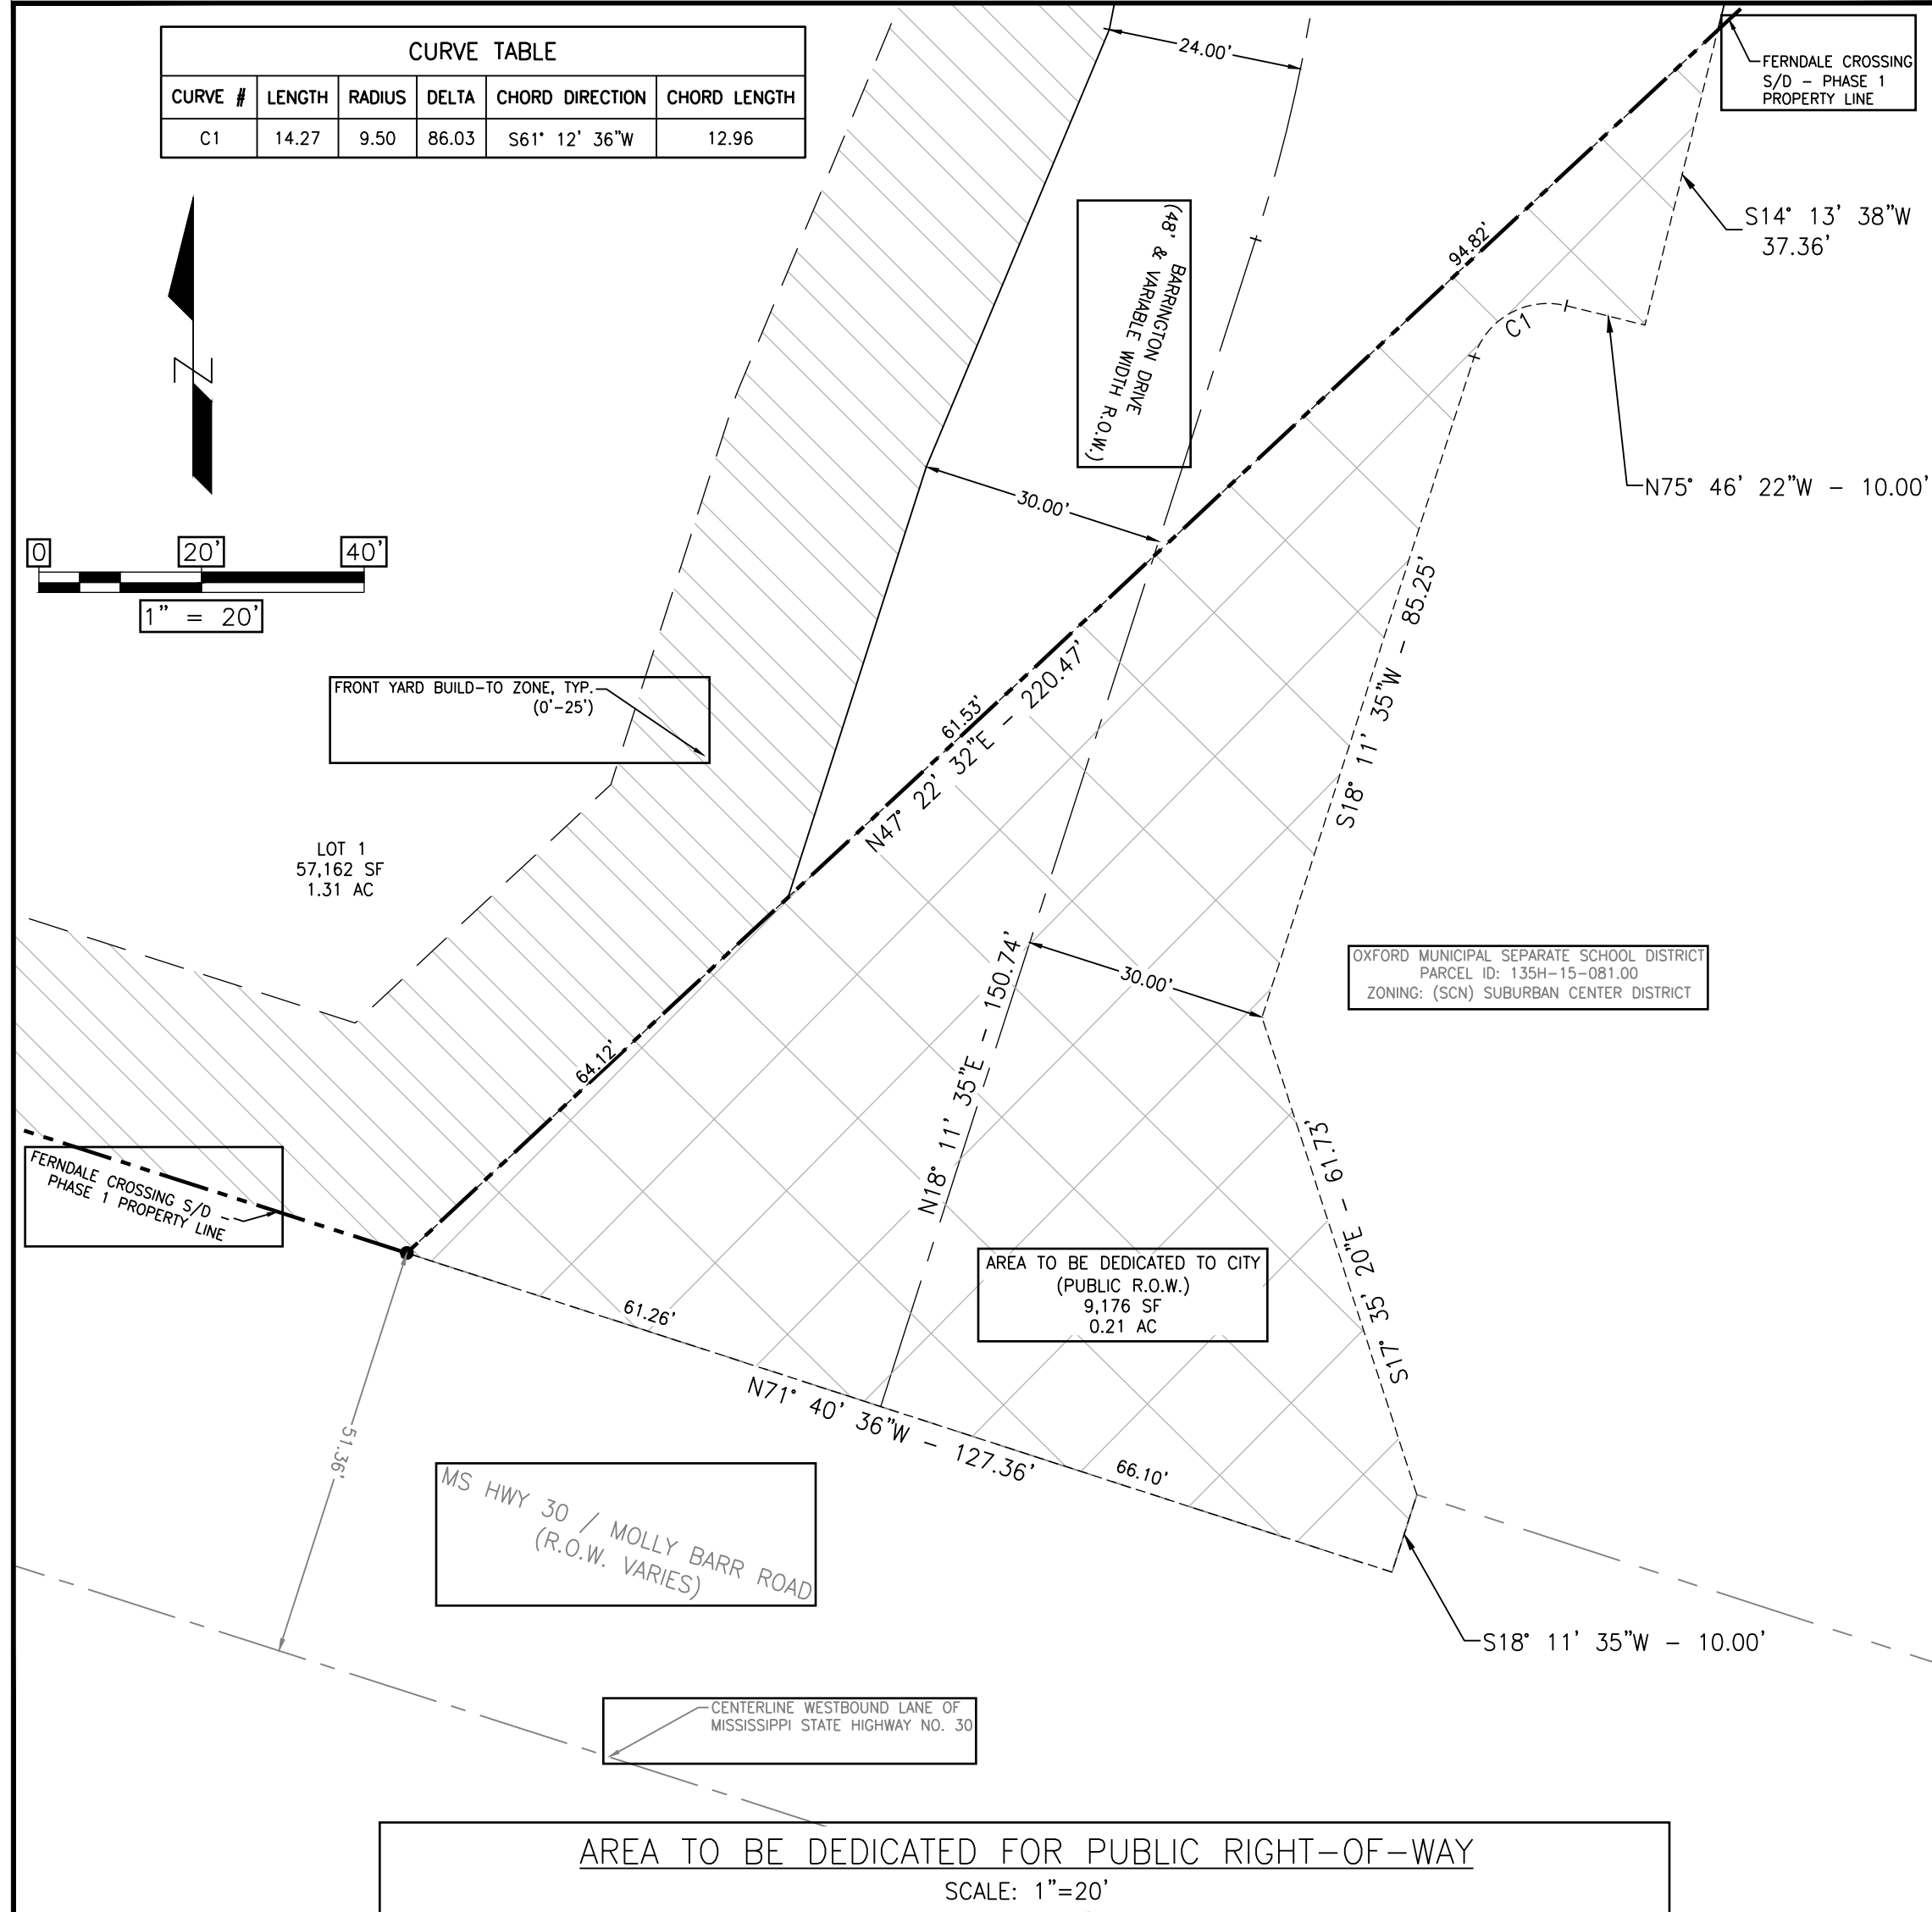 CURVE TABLE
CURVE # LENGTH RADIUS DELTA CHORD DIRECTION CHORD LENGTH
C1 14.27 9.50 86.03 S61° 12' 36"W 12.96
24.00'
FERNDALE CROSSING
S/D - PHASE 1
PROPERTY LINE
S14° 13' 38"W
37.36'
94.82'
BARRINGTON DRIVE
(48' & VARIABLE WIDTH R.O.W.)
C1
N75° 46' 22"W - 10.00'
Z
30.00'
0 20' 40'
1" = 20'
S18° 11' 35"W - 85.25'
FRONT YARD BUILD-TO ZONE, TYP.
(0'-25')
61.53'
N47° 22' 32"E - 220.47'
LOT 1
57,162 SF
1.31 AC
30.00'
N18° 11' 35"E - 150.74'
OXFORD MUNICIPAL SEPARATE SCHOOL DISTRICT
PARCEL ID: 135H-15-081.00
ZONING: (SCN) SUBURBAN CENTER DISTRICT
64.12'
FERNDALE CROSSING S/D -
PHASE 1 PROPERTY LINE
S17° 35' 20"E - 61.73'
AREA TO BE DEDICATED TO CITY
(PUBLIC R.O.W.)
9,176 SF
0.21 AC
61.26'
N71° 40' 36"W - 127.36'
66.10'
51.36'
MS HWY 30 / MOLLY BARR ROAD
(R.O.W. VARIES)
S18° 11' 35"W - 10.00'
CENTERLINE WESTBOUND LANE OF
MISSISSIPPI STATE HIGHWAY NO. 30
AREA TO BE DEDICATED FOR PUBLIC RIGHT-OF-WAY
SCALE: 1"=20'